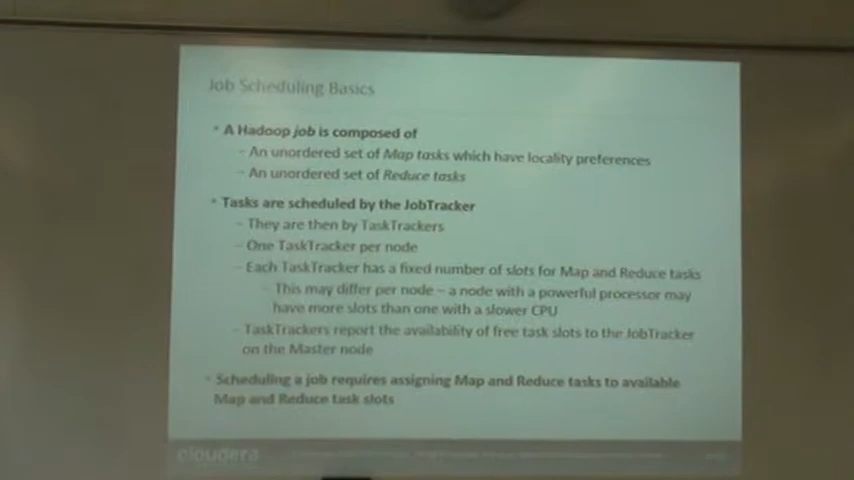 Job Scheduling Basics
A Hadoop job is composed of
– An unordered set of Map tasks which have locality preferences
– An unordered set of Reduce tasks
Tasks are scheduled by the JobTracker
– They are then by TaskTrackers
– One TaskTracker per node
– Each TaskTracker has a fixed number of slots for Map and Reduce tasks
– This may differ per node – a node with a powerful processor may
have more slots than one with a slower CPU
– TaskTrackers report the availability of free task slots to the JobTracker
on the Master node
Scheduling a job requires assigning Map and Reduce tasks to available
Map and Reduce task slots
cloudera